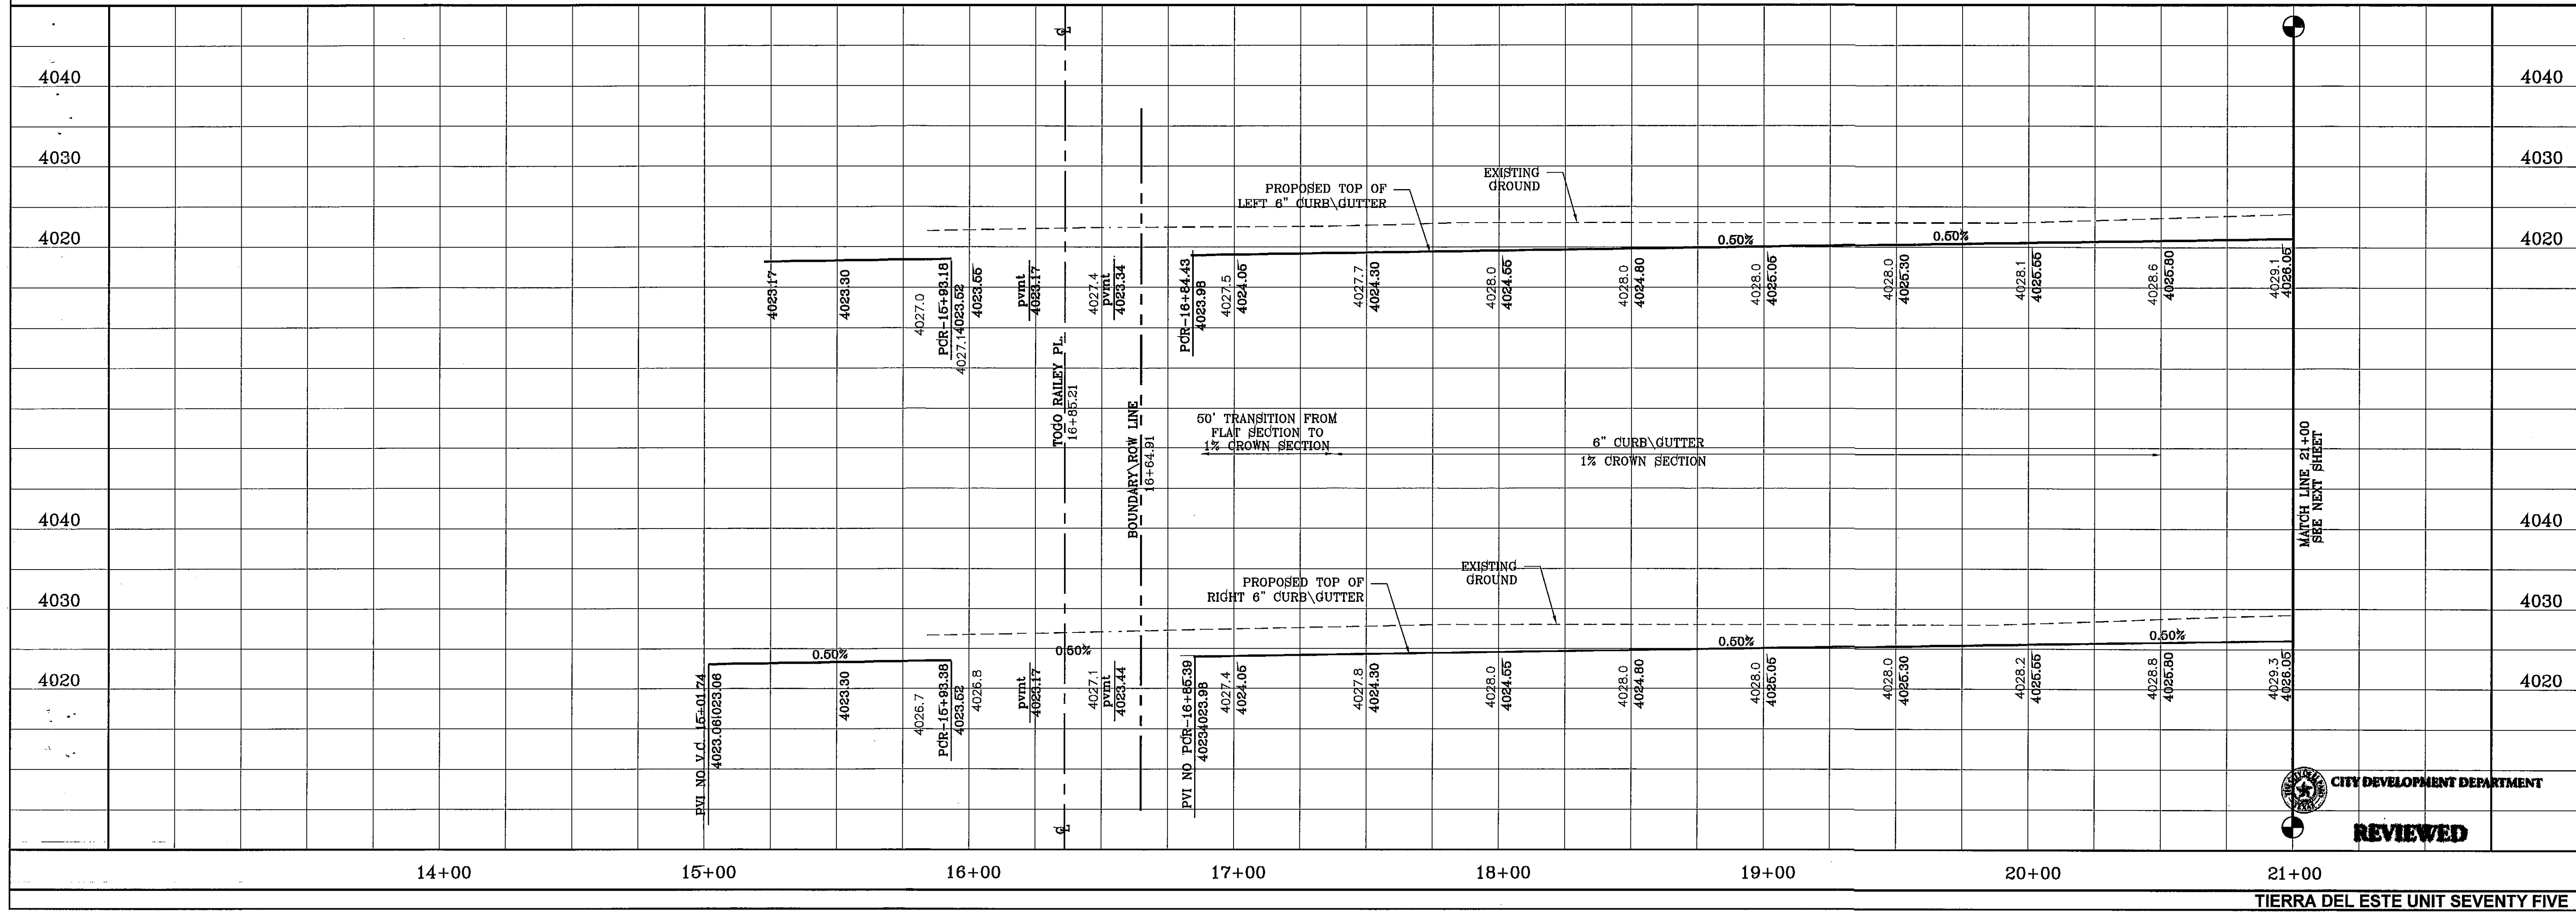 ℄
4040
4040
4030
4030
EXISTING
GROUND
PROPOSED TOP OF
LEFT 6" CURB\GUTTER
4020
4020
0.50%
0.50%
4023.17
4023.30
4027.0
PCR-15+93.18
4023.52
4027.1
4023.55
pvmt
4023.17
4027.4
pvmt
4023.34
PCR-16+84.43
4023.98
4027.5
4024.05
4027.7
4024.30
4028.0
4024.55
4028.0
4024.80
4028.0
4025.05
4028.0
4025.30
4028.1
4025.55
4028.6
4025.80
4029.1
4026.05
TOGO RAILEY PL.
16+85.21
BOUNDARY\ROW LINE
16+64.91
50' TRANSITION FROM
FLAT SECTION TO
1% CROWN SECTION
6" CURB\GUTTER
1% CROWN SECTION
MATCH LINE 21+00
SEE NEXT SHEET
4040
4040
EXISTING
GROUND
PROPOSED TOP OF
RIGHT 6" CURB\GUTTER
4030
4030
0.50%
0.50%
0.50%
0.50%
4020
4020
PVI NO V.C. 15+01.74
4023.06
4023.30
4026.7
PCR-15+93.38
4023.52
4026.8
pvmt
4023.17
4027.1
pvmt
4023.44
PVI NO PCR-16+85.39
4023.98
4027.4
4024.05
4027.8
4024.30
4028.0
4024.55
4028.0
4024.80
4028.0
4025.05
4028.0
4025.30
4028.2
4025.55
4028.8
4025.80
4029.3
4026.05
℄
CITY DEVELOPMENT DEPARTMENT
REVIEWED
14+00
15+00
16+00
17+00
18+00
19+00
20+00
21+00
TIERRA DEL ESTE UNIT SEVENTY FIVE